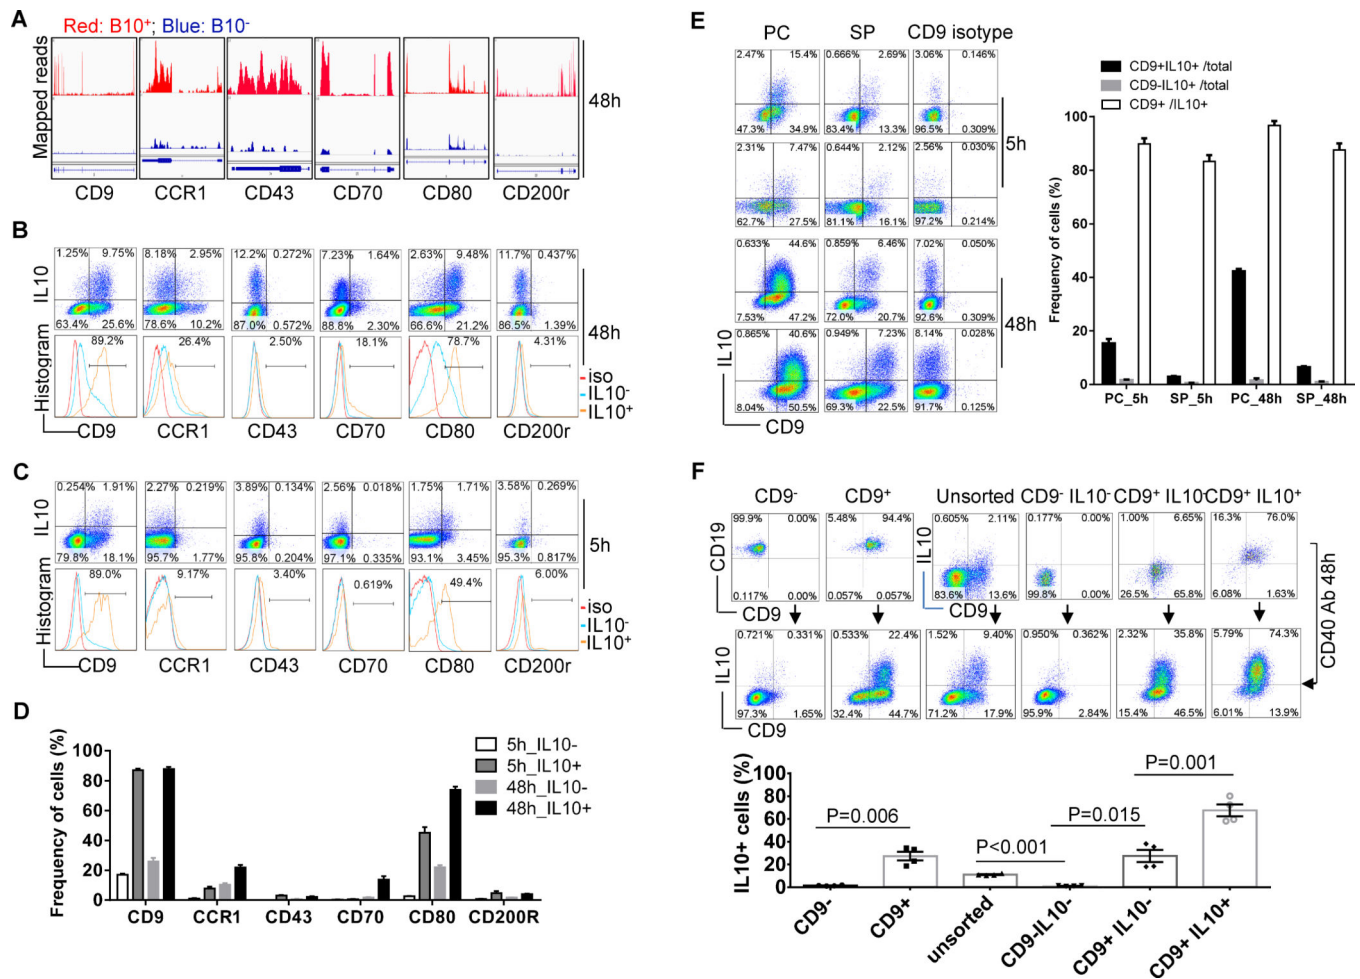 A
Red: B10+; Blue: B10-
Mapped reads
48h
CD9 CCR1 CD43 CD70 CD80 CD200r
B
IL10
1.25% 9.75% 8.18% 2.95% 12.2% 0.272% 7.23% 1.64% 2.63% 9.48% 11.7% 0.437%
63.4% 25.6% 78.6% 10.2% 87.0% 0.572% 88.8% 2.30% 66.6% 21.2% 86.5% 1.39%
48h
Histogram
89.2% 26.4% 2.50% 18.1% 78.7% 4.31%
iso
IL10-
IL10+
CD9 CCR1 CD43 CD70 CD80 CD200r
C
IL10
0.254% 1.91% 2.27% 0.219% 3.89% 0.134% 2.56% 0.018% 1.75% 1.71% 3.58% 0.269%
79.8% 18.1% 95.7% 1.77% 95.8% 0.204% 97.1% 0.335% 93.1% 3.45% 95.3% 0.817%
5h
Histogram
89.0% 9.17% 3.40% 0.619% 49.4% 6.00%
iso
IL10-
IL10+
CD9 CCR1 CD43 CD70 CD80 CD200r
D
Frequency of cells (%)
100
80
60
40
20
0
5h_IL10-
5h_IL10+
48h_IL10-
48h_IL10+
CD9 CCR1 CD43 CD70 CD80 CD200R
E
PC SP CD9 isotype
2.47% 15.4% 0.666% 2.69% 3.06% 0.146%
47.3% 34.9% 83.4% 13.3% 96.5% 0.309%
5h
2.31% 7.47% 0.644% 2.12% 2.56% 0.030%
62.7% 27.5% 81.1% 16.1% 97.2% 0.214%
0.633% 44.6% 0.859% 6.46% 7.02% 0.050%
7.53% 47.2% 72.0% 20.7% 92.6% 0.309%
48h
0.865% 40.6% 0.949% 7.23% 8.14% 0.028%
8.04% 50.5% 69.3% 22.5% 91.7% 0.125%
IL10
CD9
CD9+IL10+ /total
CD9-IL10+ /total
CD9+ /IL10+
Frequency of cells (%)
100
80
60
40
20
0
PC_5h SP_5h PC_48h SP_48h
F
CD9- CD9+ Unsorted CD9- IL10- CD9+ IL10- CD9+ IL10+
CD19
IL10
99.9% 0.00% 5.48% 94.4% 0.605% 2.11% 0.177% 0.00% 1.00% 6.65% 16.3% 76.0%
0.117% 0.00% 0.057% 0.057% 83.6% 13.6% 99.8% 0.00% 26.5% 65.8% 6.08% 1.63%
CD9 CD9
CD40 Ab 48h
IL10
0.721% 0.331% 0.533% 22.4% 1.52% 9.40% 0.950% 0.362% 2.32% 35.8% 5.79% 74.3%
97.3% 1.65% 32.4% 44.7% 71.2% 17.9% 95.9% 2.84% 15.4% 46.5% 6.01% 13.9%
CD9
IL10+ cells (%)
100
80
60
40
20
0
P=0.006
P<0.001
P=0.015
P=0.001
CD9- CD9+ unsorted CD9-IL10- CD9+ IL10- CD9+ IL10+